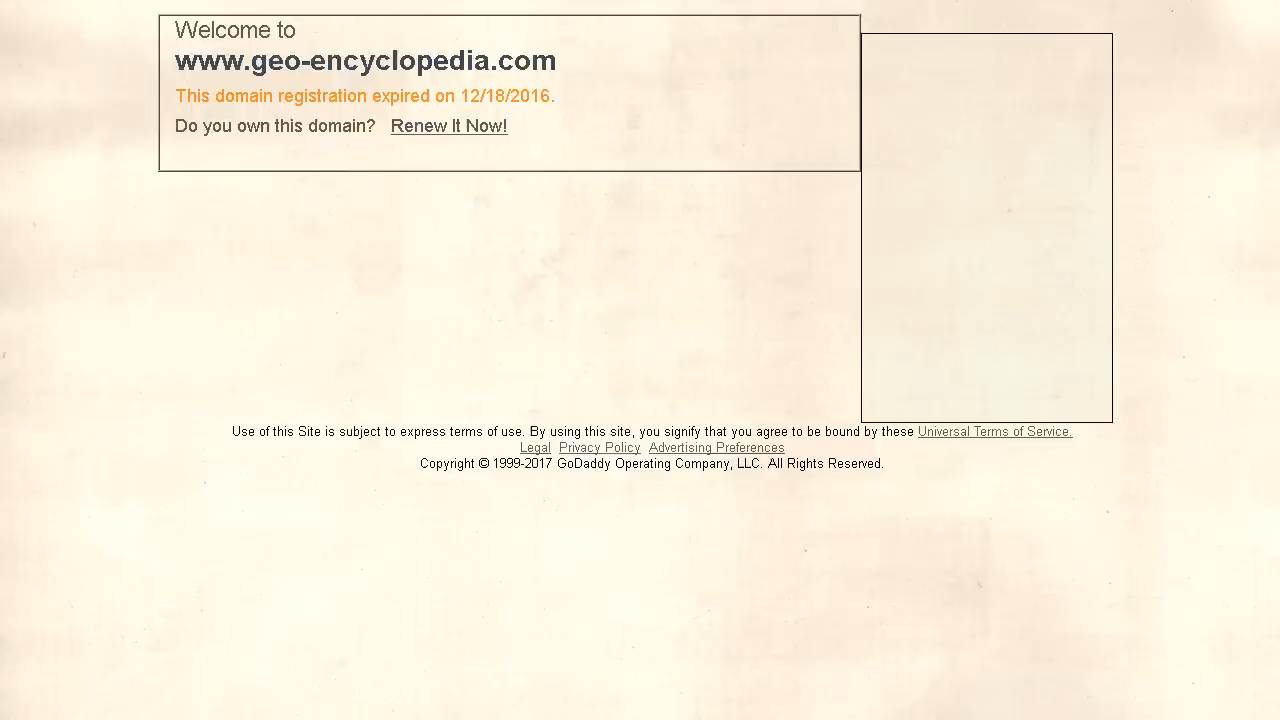 Welcome to
www.geo-encyclopedia.com
This domain registration expired on 12/18/2016.
Do you own this domain? Renew It Now!
Use of this Site is subject to express terms of use. By using this site, you signify that you agree to be bound by these Universal Terms of Service.
Legal Privacy Policy Advertising Preferences
Copyright © 1999-2017 GoDaddy Operating Company, LLC. All Rights Reserved.